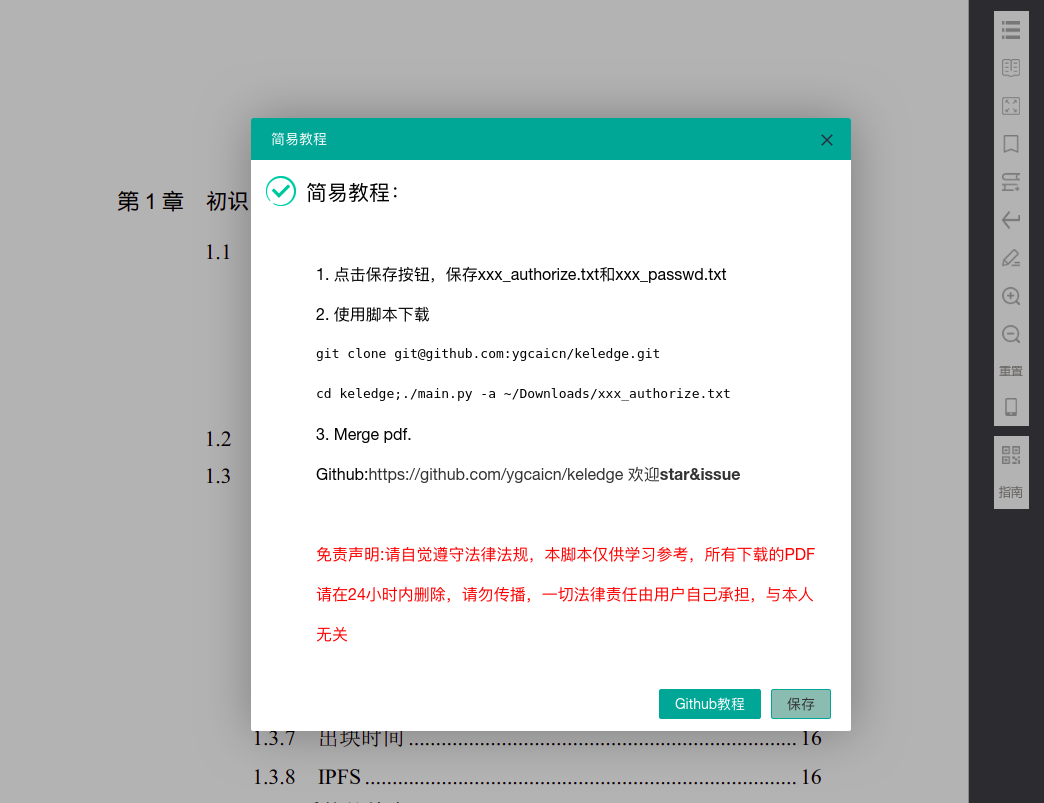 简易教程
简易教程：
第 1 章 初识
1.1
1. 点击保存按钮，保存xxx_authorize.txt和xxx_passwd.txt
2. 使用脚本下载
git clone git@github.com:ygcaicn/keledge.git
重置
cd keledge;./main.py -a ~/Downloads/xxx_authorize.txt
1.2
3. Merge pdf.
1.3
Github:https://github.com/ygcaicn/keledge 欢迎star&issue
指南
免责声明:请自觉遵守法律法规，本脚本仅供学习参考，所有下载的PDF
请在24小时内删除，请勿传播，一切法律责任由用户自己承担，与本人
无关
Github教程
保存
1.3.7 出块时间 ................................................................................ 16
1.3.8 IPFS ........................................................................................ 16